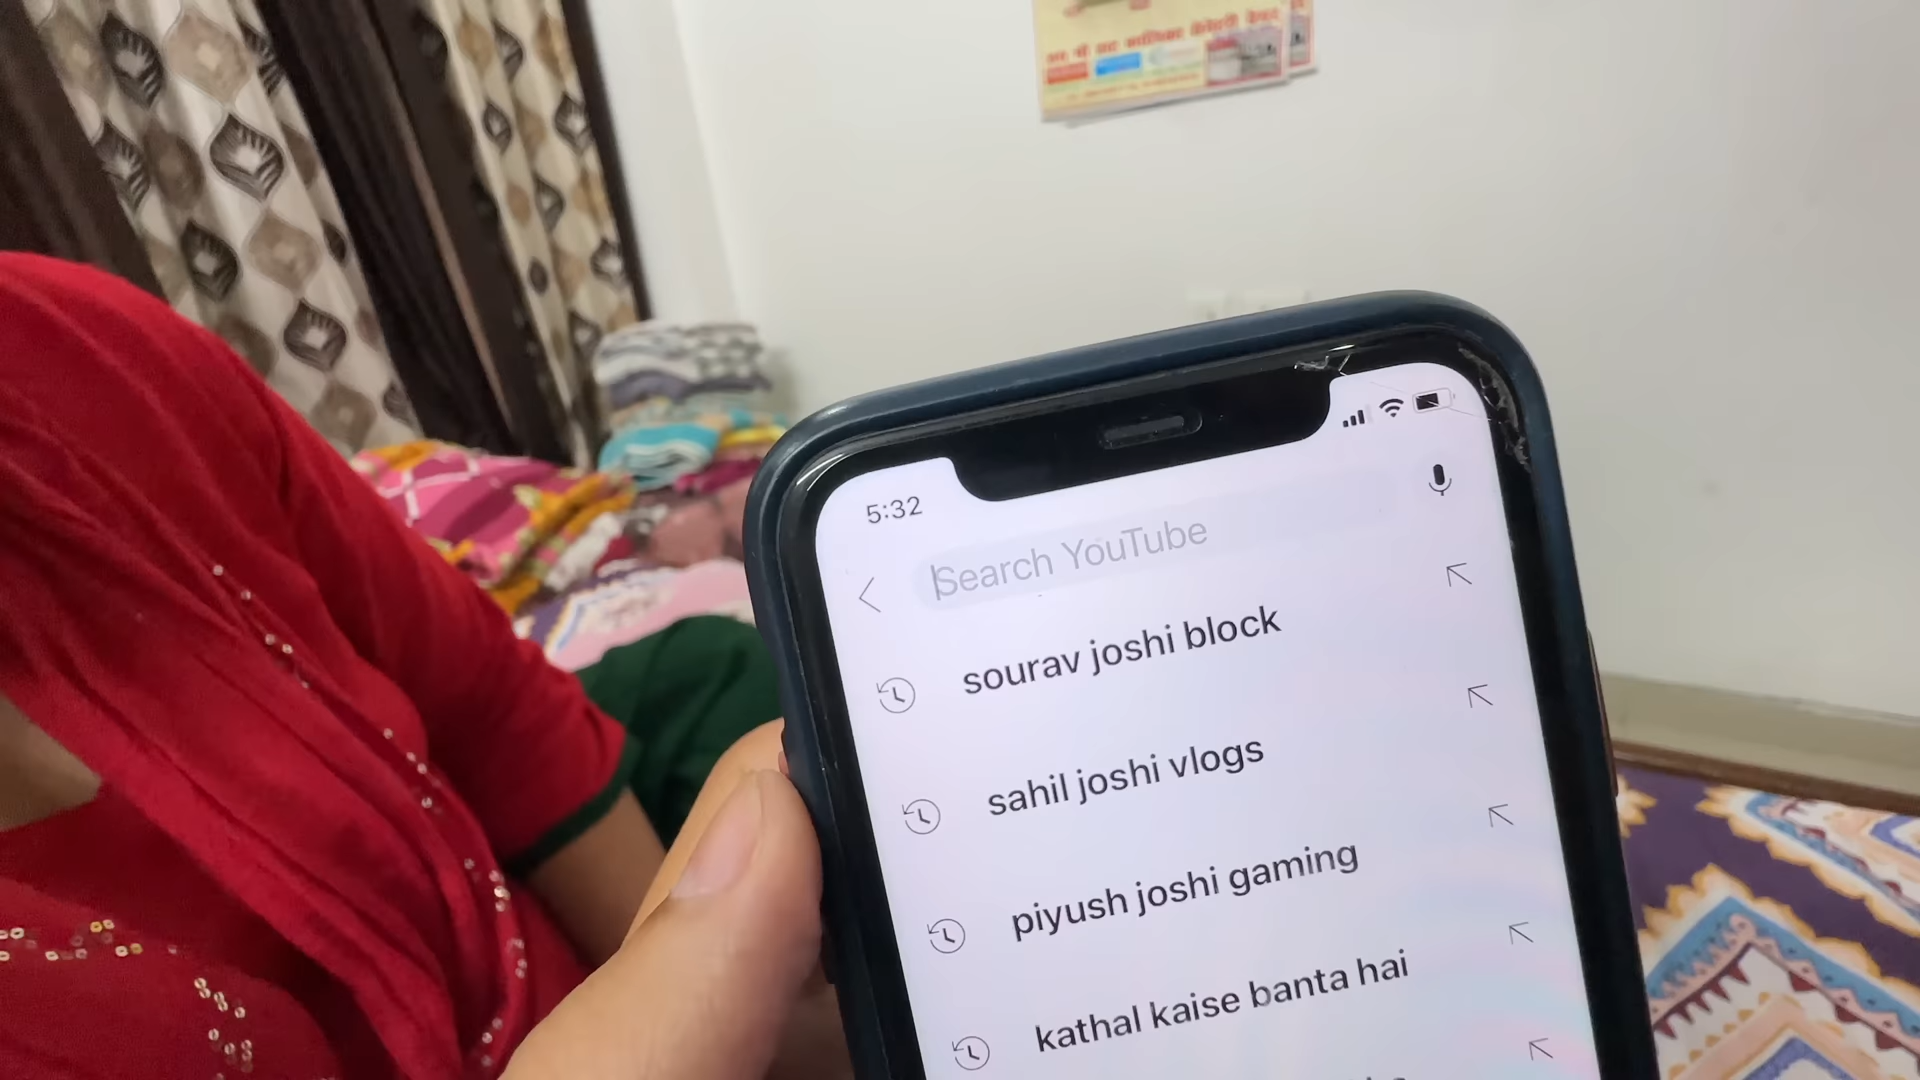 5:32
Search YouTube
sourav joshi block
sahil joshi vlogs
piyush joshi gaming
kathal kaise banta hai